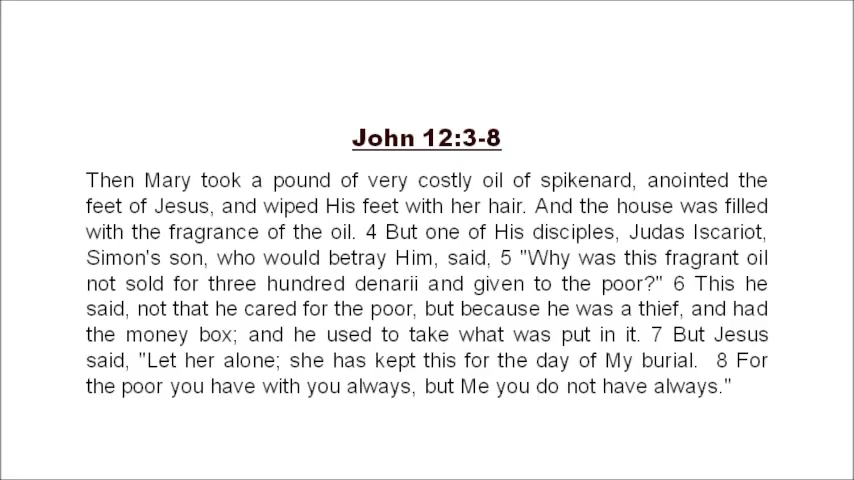 John 12:3-8
Then Mary took a pound of very costly oil of spikenard, anointed the
feet of Jesus, and wiped His feet with her hair. And the house was filled
with the fragrance of the oil. 4 But one of His disciples, Judas Iscariot,
Simon's son, who would betray Him, said, 5 "Why was this fragrant oil
not sold for three hundred denarii and given to the poor?" 6 This he
said, not that he cared for the poor, but because he was a thief, and had
the money box; and he used to take what was put in it. 7 But Jesus
said, "Let her alone; she has kept this for the day of My burial.  8 For
the poor you have with you always, but Me you do not have always."